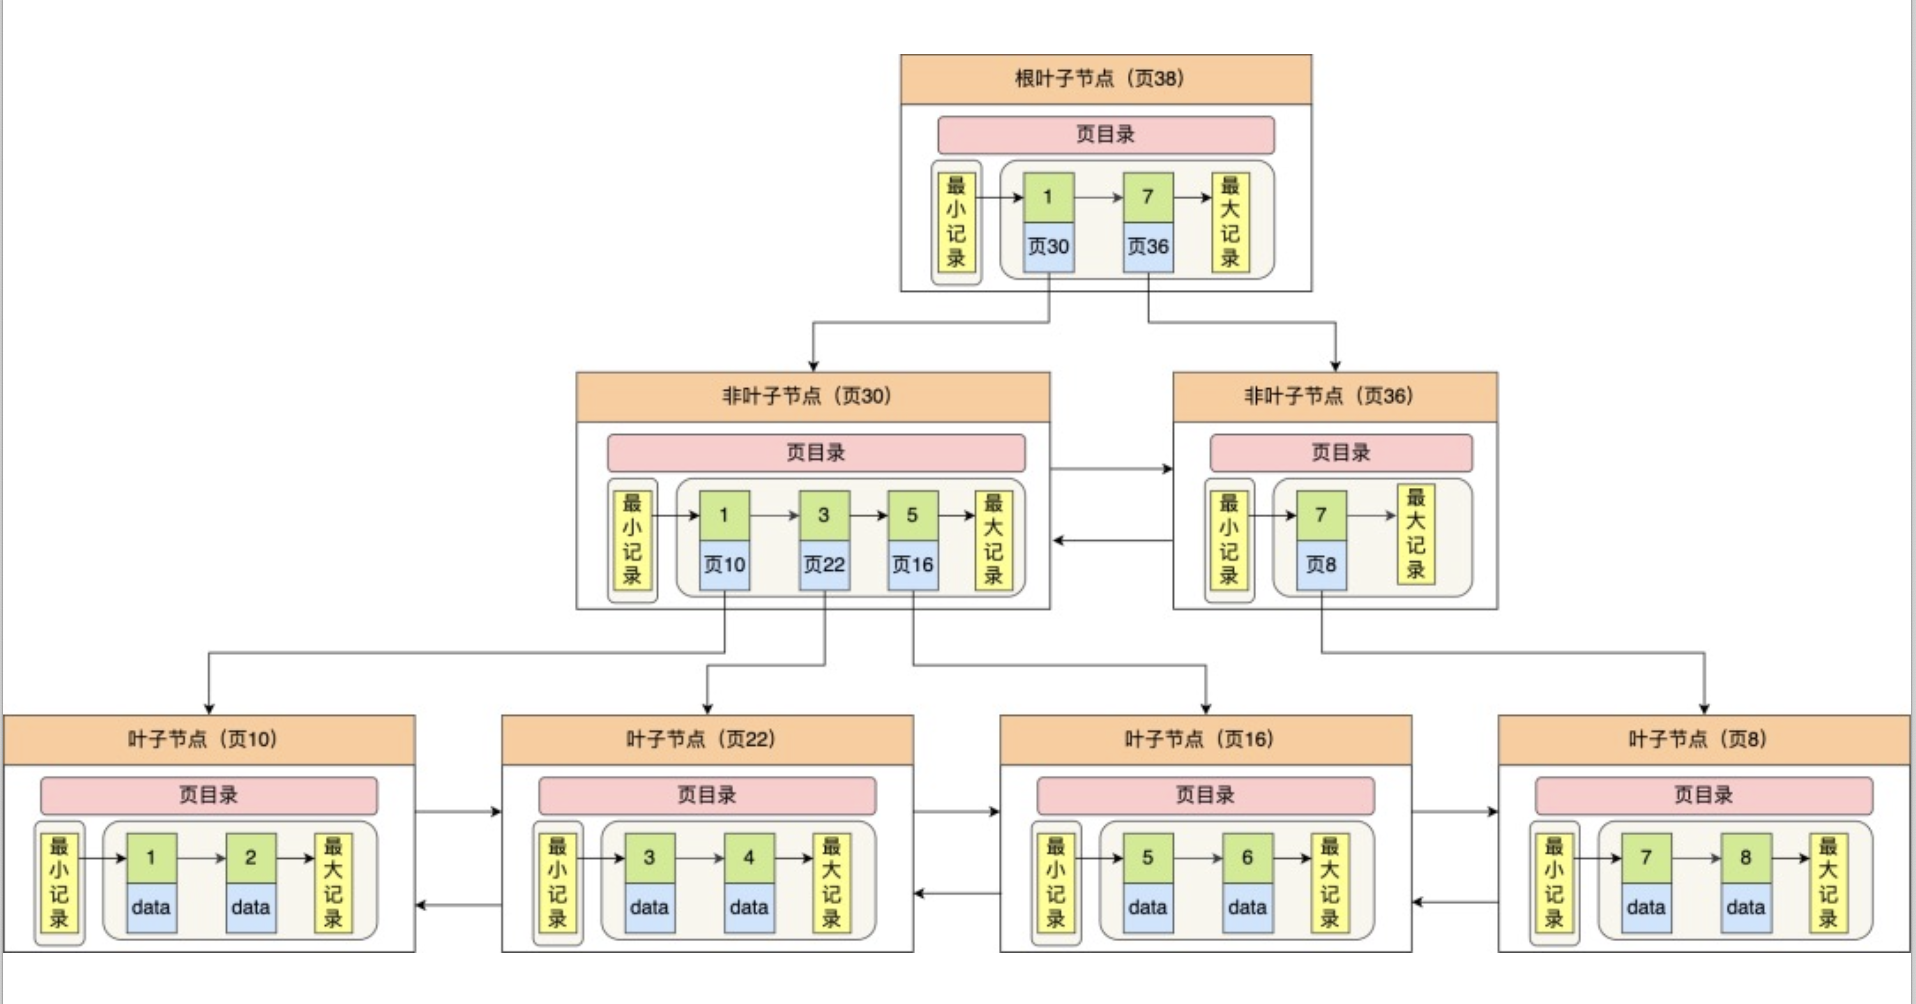 根叶子节点（页38）
页目录
最小记录
1
7
最大记录
页30
页36
非叶子节点（页30）
页目录
最小记录
1
3
5
最大记录
页10
页22
页16
非叶子节点（页36）
页目录
最小记录
7
最大记录
页8
叶子节点（页10）
页目录
最小记录
1
2
最大记录
data
data
叶子节点（页22）
页目录
最小记录
3
4
最大记录
data
data
叶子节点（页16）
页目录
最小记录
5
6
最大记录
data
data
叶子节点（页8）
页目录
最小记录
7
8
最大记录
data
data